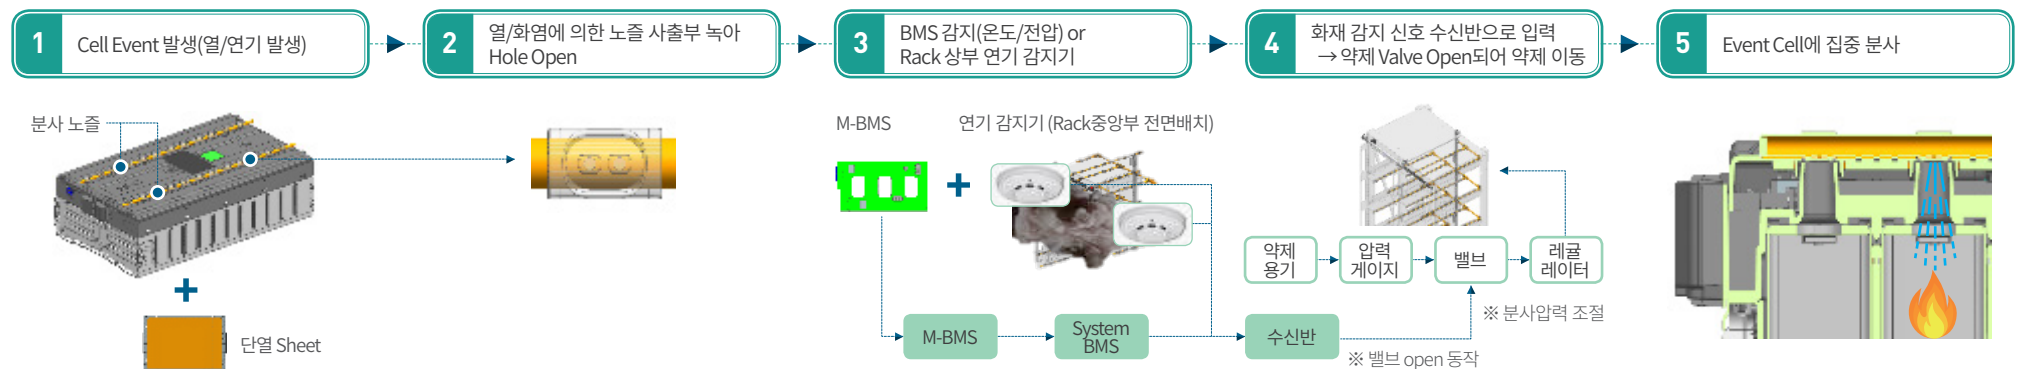 1
Cell Event 발생(열/연기 발생)
2
열/화염에 의한 노즐 사출부 녹아
Hole Open
3
BMS 감지(온도/전압) or
Rack 상부 연기 감지기
4
화재 감지 신호 수신반으로 입력
→ 약제 Valve Open되어 약제 이동
5
Event Cell에 집중 분사
분사 노즐
단열 Sheet
M-BMS
연기 감지기 (Rack중앙부 전면배치)
M-BMS
System
BMS
수신반
약제
용기
압력
게이지
밸브
레귤
레이터
※ 분사압력 조절
※ 밸브 open 동작